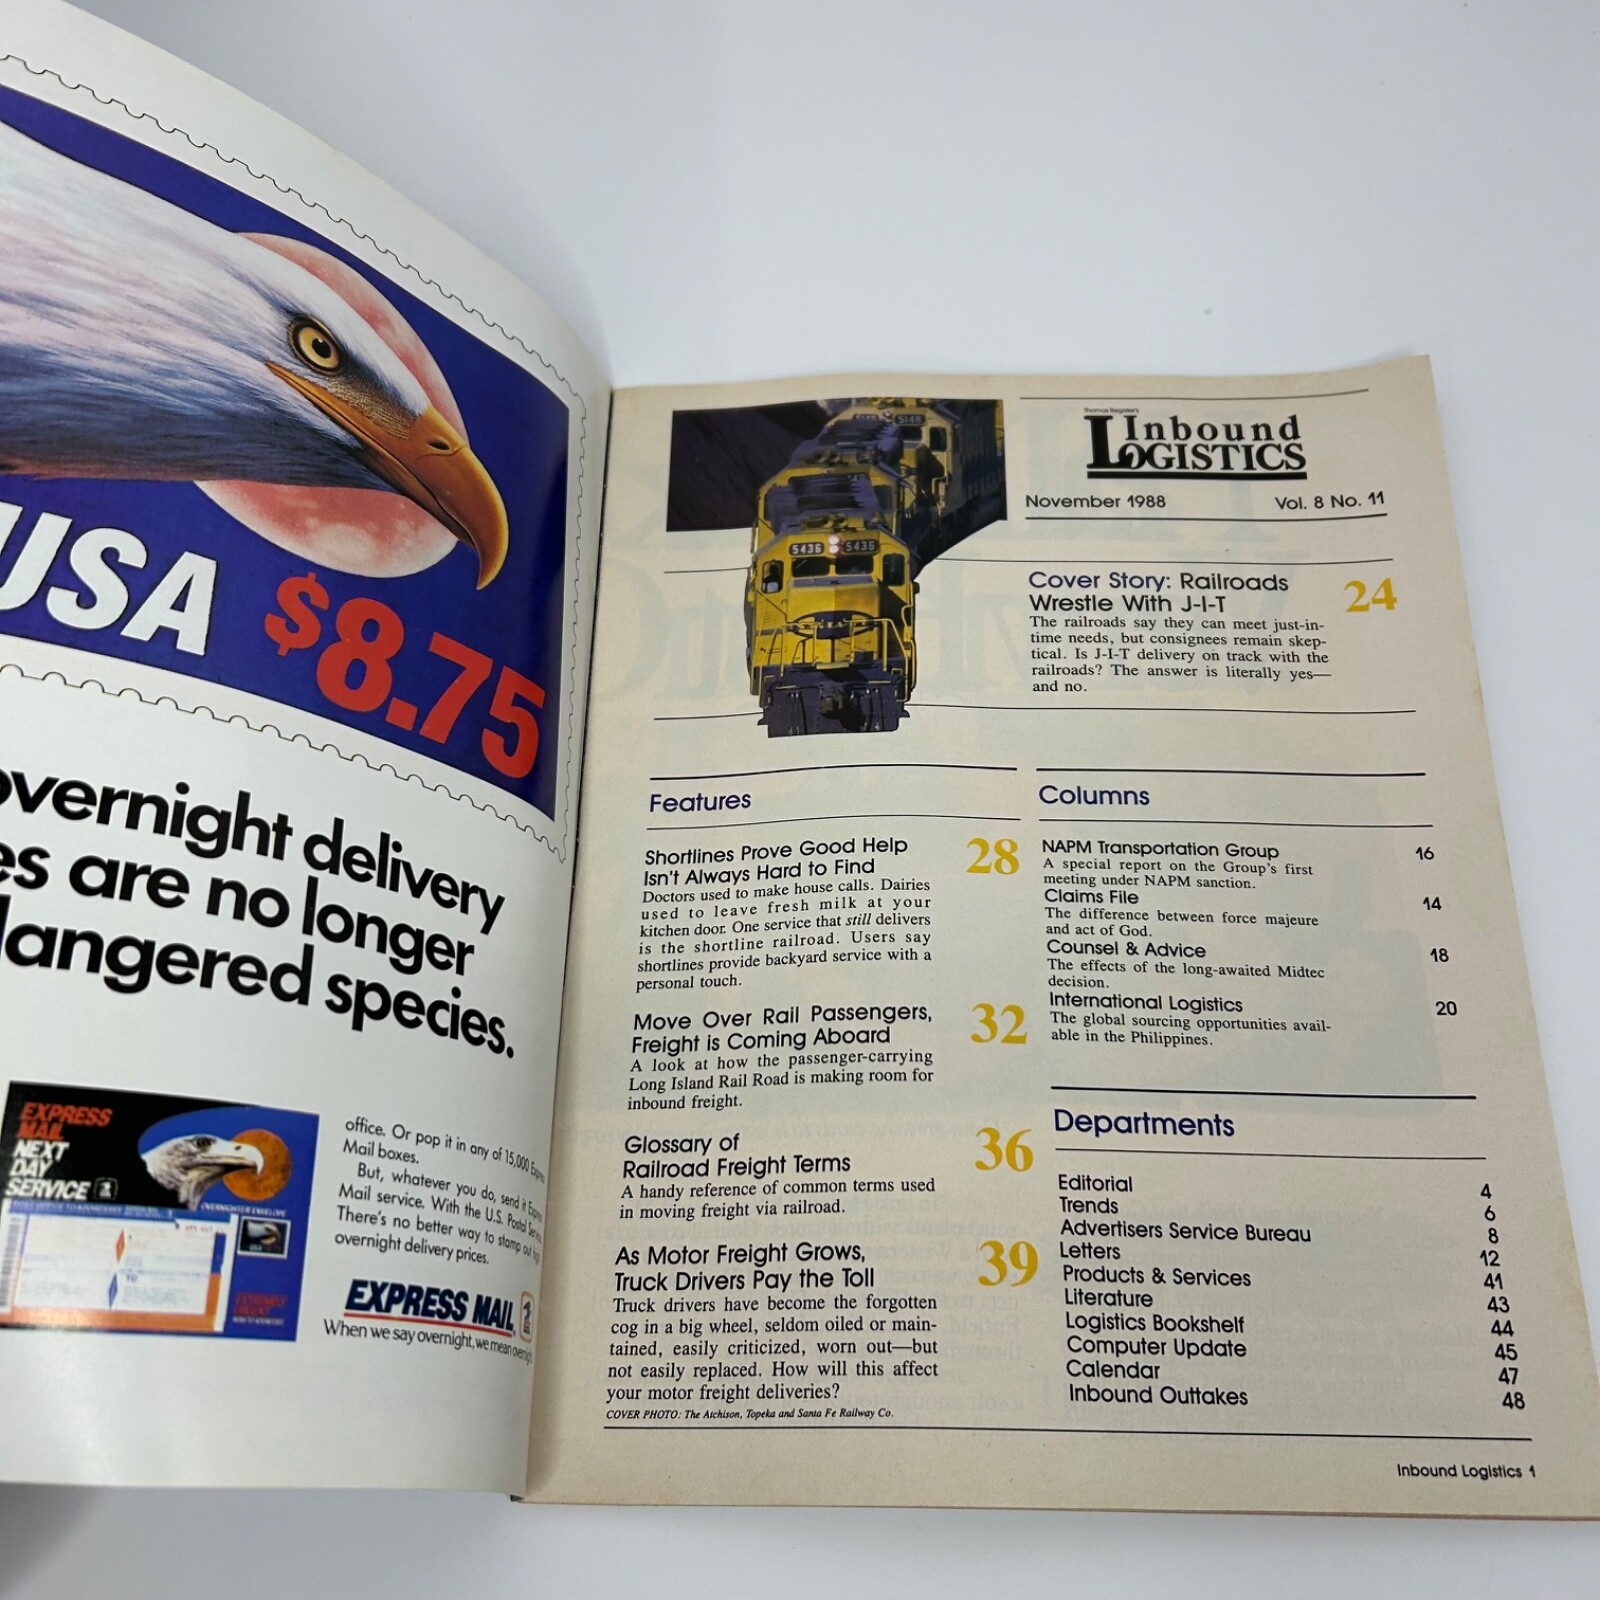 USA $8.75
overnight delivery
are no longer
endangered species.
EXPRESS
MAIL
NEXT
DAY
SERVICE
office. Or pop it in any of 15,000 Express
Mail boxes.
But, whatever you do, send it Express
Mail service. With the U.S. Postal Service.
There's no better way to stamp out high
overnight delivery prices.
EXPRESS MAIL
When we say overnight, we mean overnight.
5148
5436 5436
Thomas Register's
Inbound
LOGISTICS
November 1988 Vol. 8 No. 11
Cover Story: Railroads
Wrestle With J-I-T
24
The railroads say they can meet just-in-
time needs, but consignees remain skep-
tical. Is J-I-T delivery on track with the
railroads? The answer is literally yes—
and no.
Features
Shortlines Prove Good Help
Isn't Always Hard to Find
28
Doctors used to make house calls. Dairies
used to leave fresh milk at your
kitchen door. One service that still delivers
is the shortline railroad. Users say
shortlines provide backyard service with a
personal touch.
Move Over Rail Passengers,
Freight is Coming Aboard
32
A look at how the passenger-carrying
Long Island Rail Road is making room for
inbound freight.
Glossary of
Railroad Freight Terms
36
A handy reference of common terms used
in moving freight via railroad.
As Motor Freight Grows,
Truck Drivers Pay the Toll
39
Truck drivers have become the forgotten
cog in a big wheel, seldom oiled or main-
tained, easily criticized, worn out—but
not easily replaced. How will this affect
your motor freight deliveries?
COVER PHOTO: The Atchison, Topeka and Santa Fe Railway Co.
Columns
NAPM Transportation Group 16
A special report on the Group's first
meeting under NAPM sanction.
Claims File 14
The difference between force majeure
and act of God.
Counsel & Advice 18
The effects of the long-awaited Midtec
decision.
International Logistics 20
The global sourcing opportunities avail-
able in the Philippines.
Departments
Editorial 4
Trends 6
Advertisers Service Bureau 8
Letters 12
Products & Services 41
Literature 43
Logistics Bookshelf 44
Computer Update 45
Calendar 47
Inbound Outtakes 48
Inbound Logistics 1